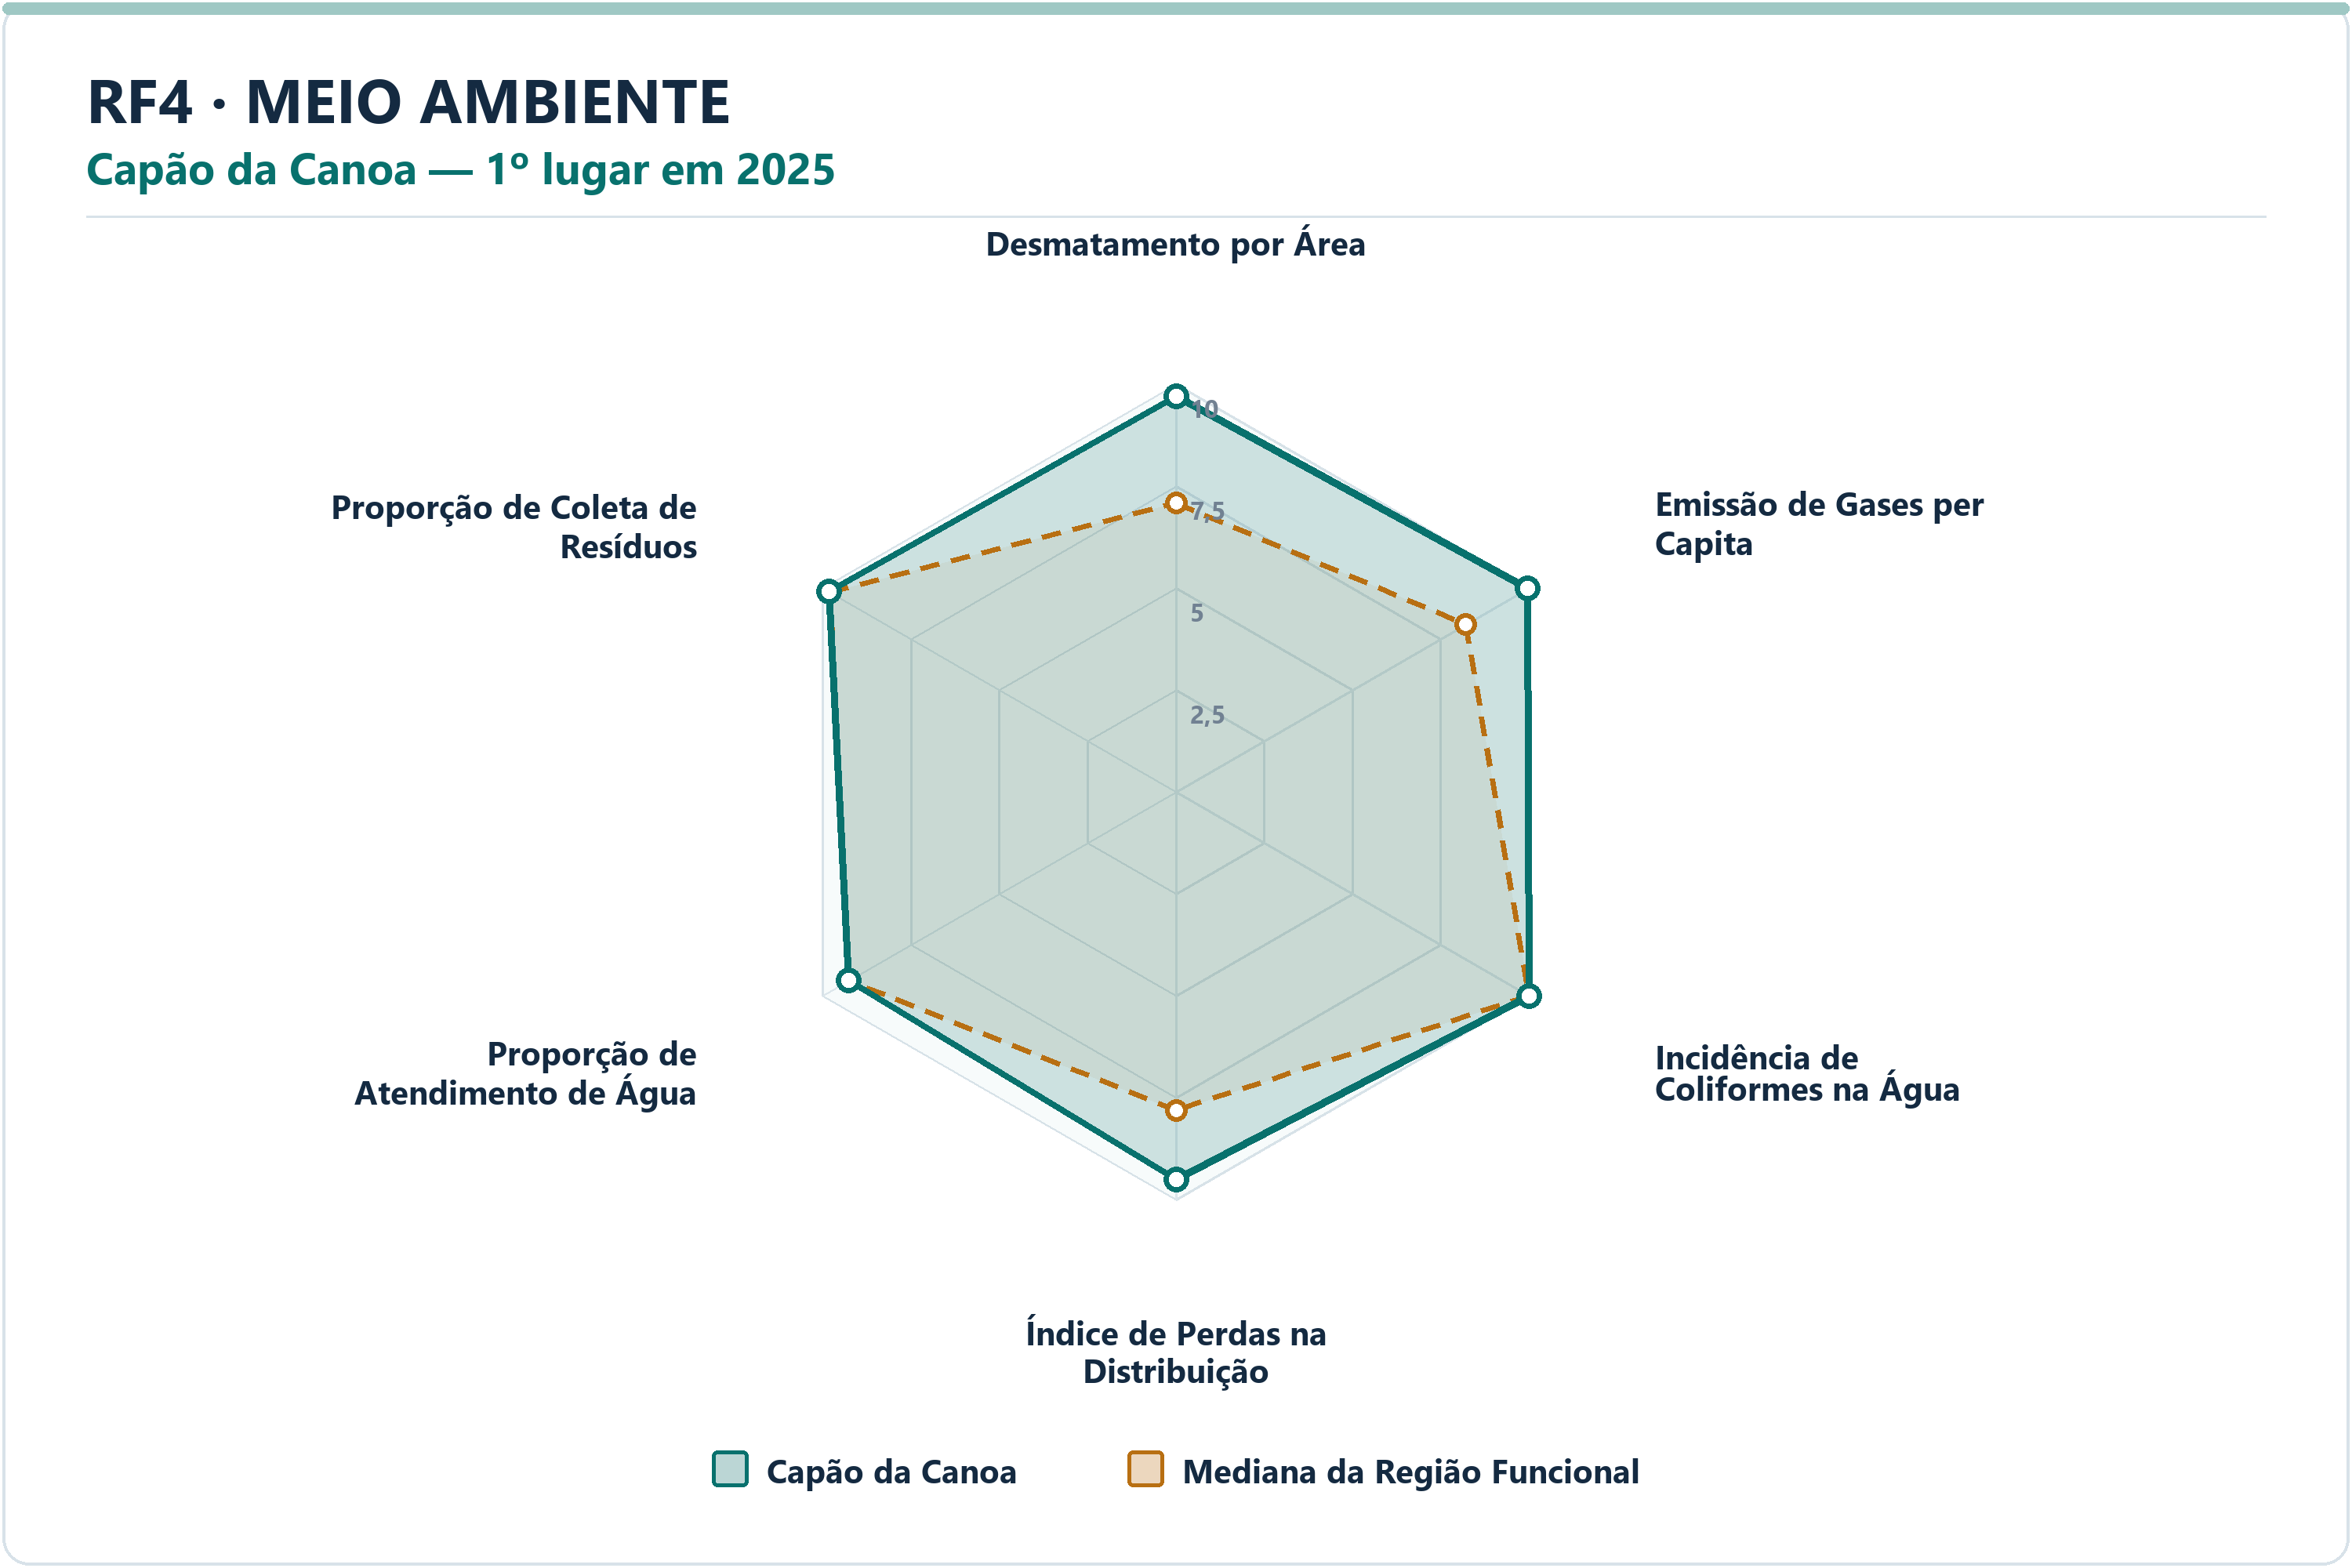 RF4 · MEIO AMBIENTE
Capão da Canoa — 1º lugar em 2025
Desmatamento por Área
10
7,5
5
2,5
Proporção de Coleta de
Resíduos
Emissão de Gases per
Capita
Proporção de
Atendimento de Água
Incidência de
Coliformes na Água
Índice de Perdas na
Distribuição
Capão da Canoa
Mediana da Região Funcional